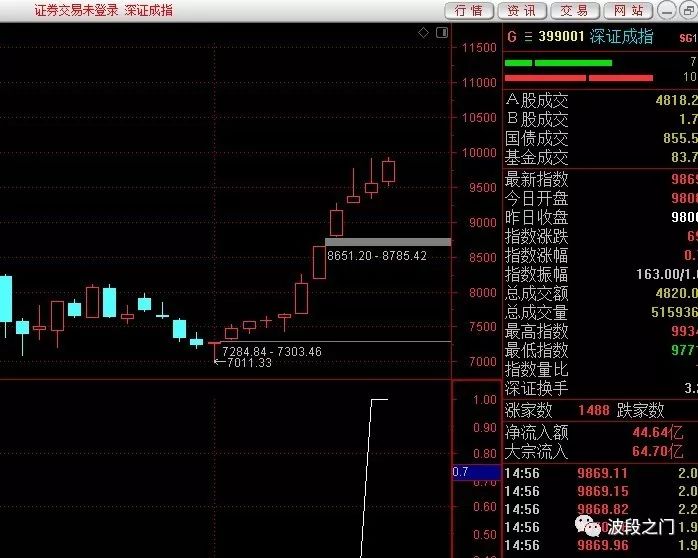 证券交易未登录 深证成指
行情 资讯 交易 网站
G 三 399001 深证成指 SG1
7
10
11500
11000
10500
10000
9500
9000
8500
8000
7500
7000
8651.20 - 8785.42
7284.84 - 7303.46
←7011.33
1.00
0.90
0.80
0.7
0.70
0.60
0.50
A股成交 4818.2
B股成交 1.7
国债成交 855.5
基金成交 83.7
最新指数 9869
今日开盘 9808
昨日收盘 9800
指数涨跌 69
指数涨幅 0.
指数振幅 163.00/1.
总成交额 4820.0
总成交量 515936
最高指数 9934
最低指数 977
指数量比
深证换手 3.
涨家数 1488 跌家数
净流入额 44.64亿
大宗流入 64.70亿
14:56 9869.11 2.0
14:56 9869.15 2.0
14:56 9868.82 2.2
14:56
14:56 9869.96 1.9
波段之门